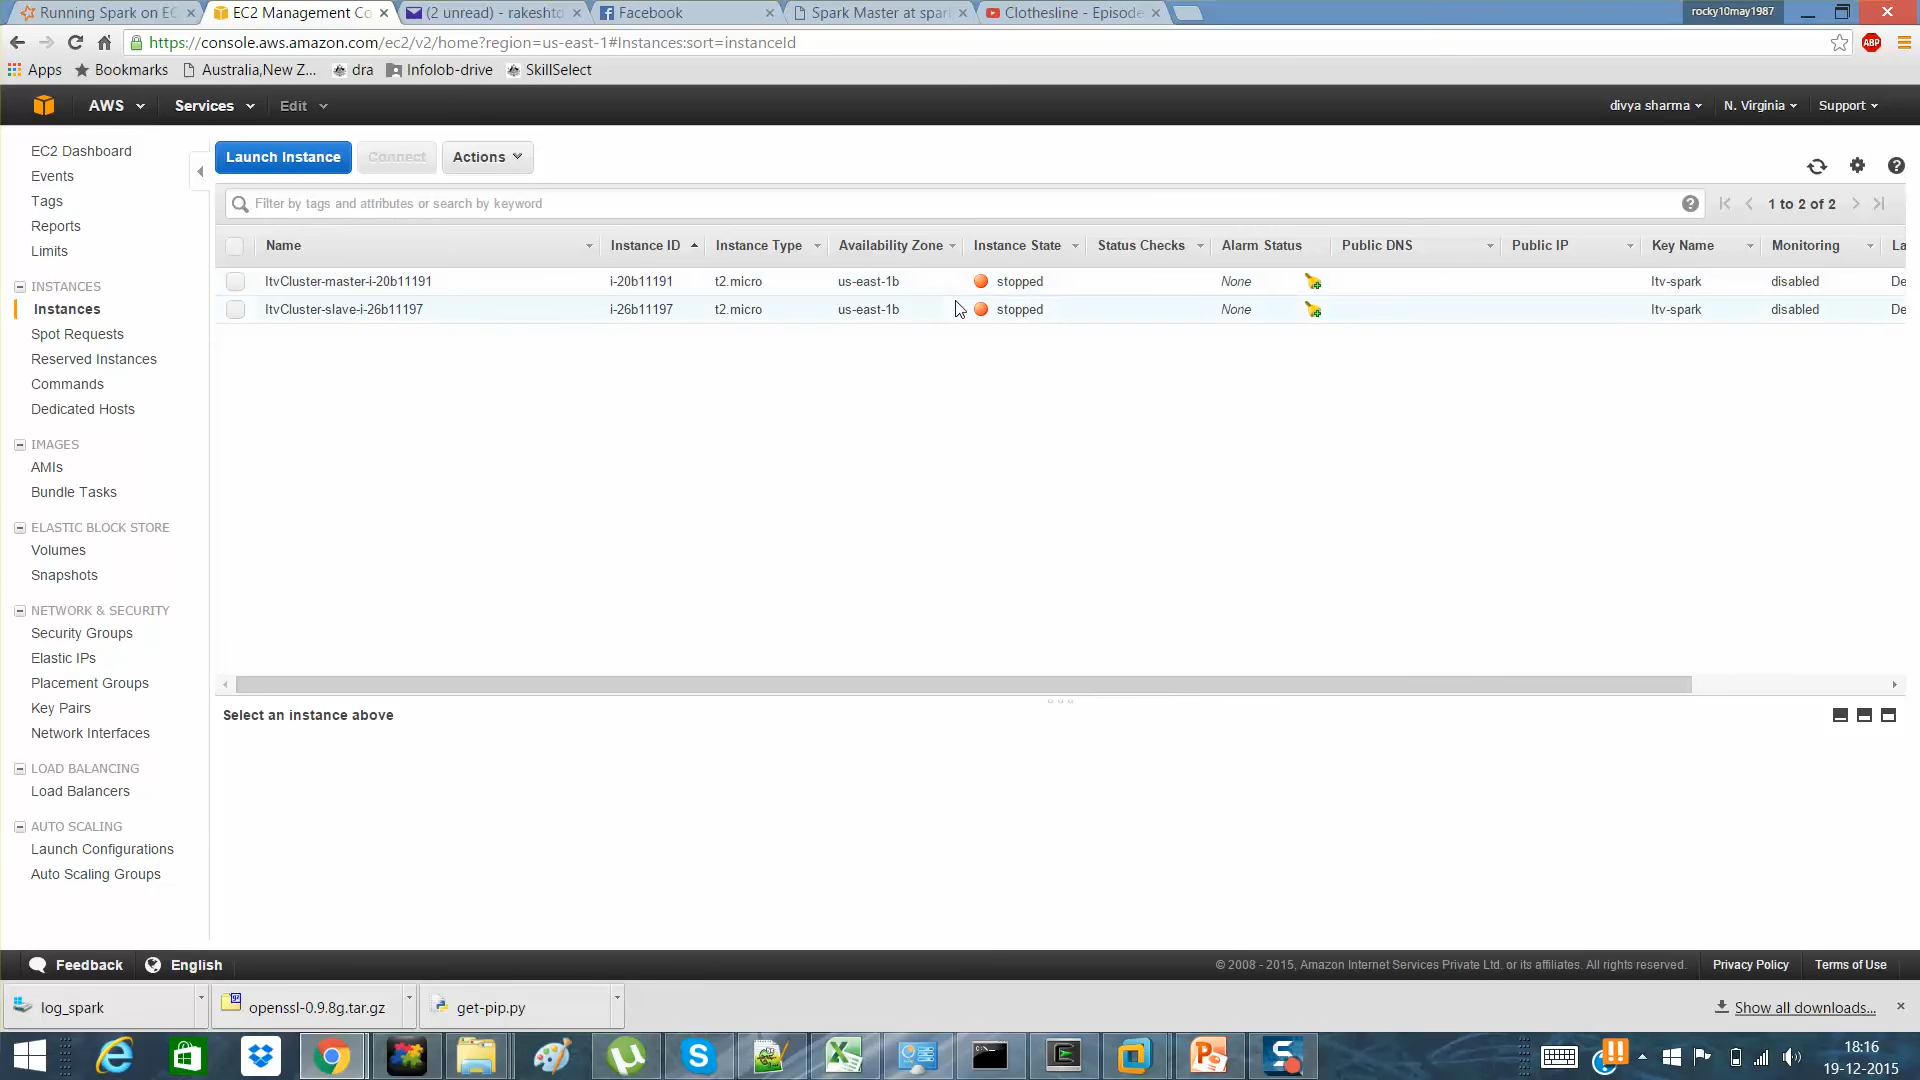 Running Spark on EC
EC2 Management Co
(2 unread) - rakeshto
Facebook
Spark Master at spar
Clothesline - Episode
rocky10may1987
https://console.aws.amazon.com/ec2/v2/home?region=us-east-1#Instances:sort=instanceId
ABP
Apps
Bookmarks
Australia,New Z...
dra
Infolob-drive
SkillSelect
AWS
Services
Edit
divya sharma
N. Virginia
Support
EC2 Dashboard
Events
Tags
Reports
Limits
INSTANCES
Instances
Spot Requests
Reserved Instances
Commands
Dedicated Hosts
IMAGES
AMIs
Bundle Tasks
ELASTIC BLOCK STORE
Volumes
Snapshots
NETWORK & SECURITY
Security Groups
Elastic IPs
Placement Groups
Key Pairs
Network Interfaces
LOAD BALANCING
Load Balancers
AUTO SCALING
Launch Configurations
Auto Scaling Groups
Launch Instance
Connect
Actions
Filter by tags and attributes or search by keyword
1 to 2 of 2
Name Instance ID Instance Type Availability Zone Instance State Status Checks Alarm Status Public DNS Public IP Key Name Monitoring La
ltvCluster-master-i-20b11191 i-20b11191 t2.micro us-east-1b stopped None ltv-spark disabled De
ltvCluster-slave-i-26b11197 i-26b11197 t2.micro us-east-1b stopped None ltv-spark disabled De
Select an instance above
Feedback
English
© 2008 - 2015, Amazon Internet Services Private Ltd. or its affiliates. All rights reserved.
Privacy Policy
Terms of Use
log_spark
openssl-0.9.8g.tar.gz
get-pip.py
Show all downloads...
18:16
19-12-2015